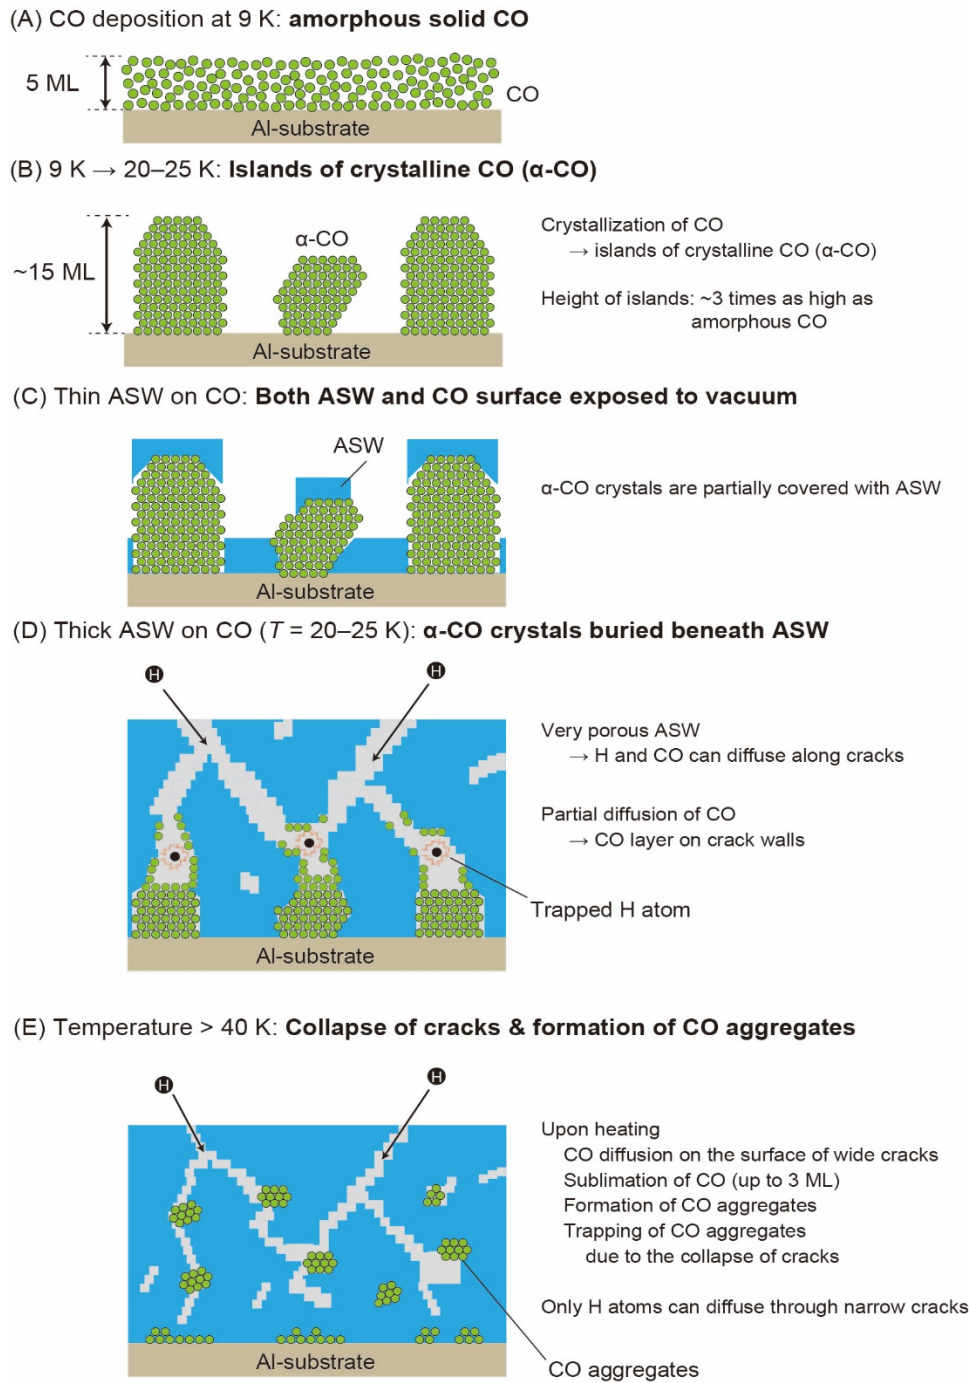 (A) CO deposition at 9 K: amorphous solid CO
5 ML
CO
Al-substrate
(B) 9 K → 20–25 K: Islands of crystalline CO (α-CO)
α-CO
~15 ML
Al-substrate
Crystallization of CO
→ islands of crystalline CO (α-CO)
Height of islands: ~3 times as high as
amorphous CO
(C) Thin ASW on CO: Both ASW and CO surface exposed to vacuum
ASW
Al-substrate
α-CO crystals are partially covered with ASW
(D) Thick ASW on CO (T = 20–25 K): α-CO crystals buried beneath ASW
H
H
Very porous ASW
→ H and CO can diffuse along cracks
Partial diffusion of CO
→ CO layer on crack walls
Trapped H atom
Al-substrate
(E) Temperature > 40 K: Collapse of cracks & formation of CO aggregates
H
H
Upon heating
CO diffusion on the surface of wide cracks
Sublimation of CO (up to 3 ML)
Formation of CO aggregates
Trapping of CO aggregates
due to the collapse of cracks
Only H atoms can diffuse through narrow cracks
Al-substrate
CO aggregates